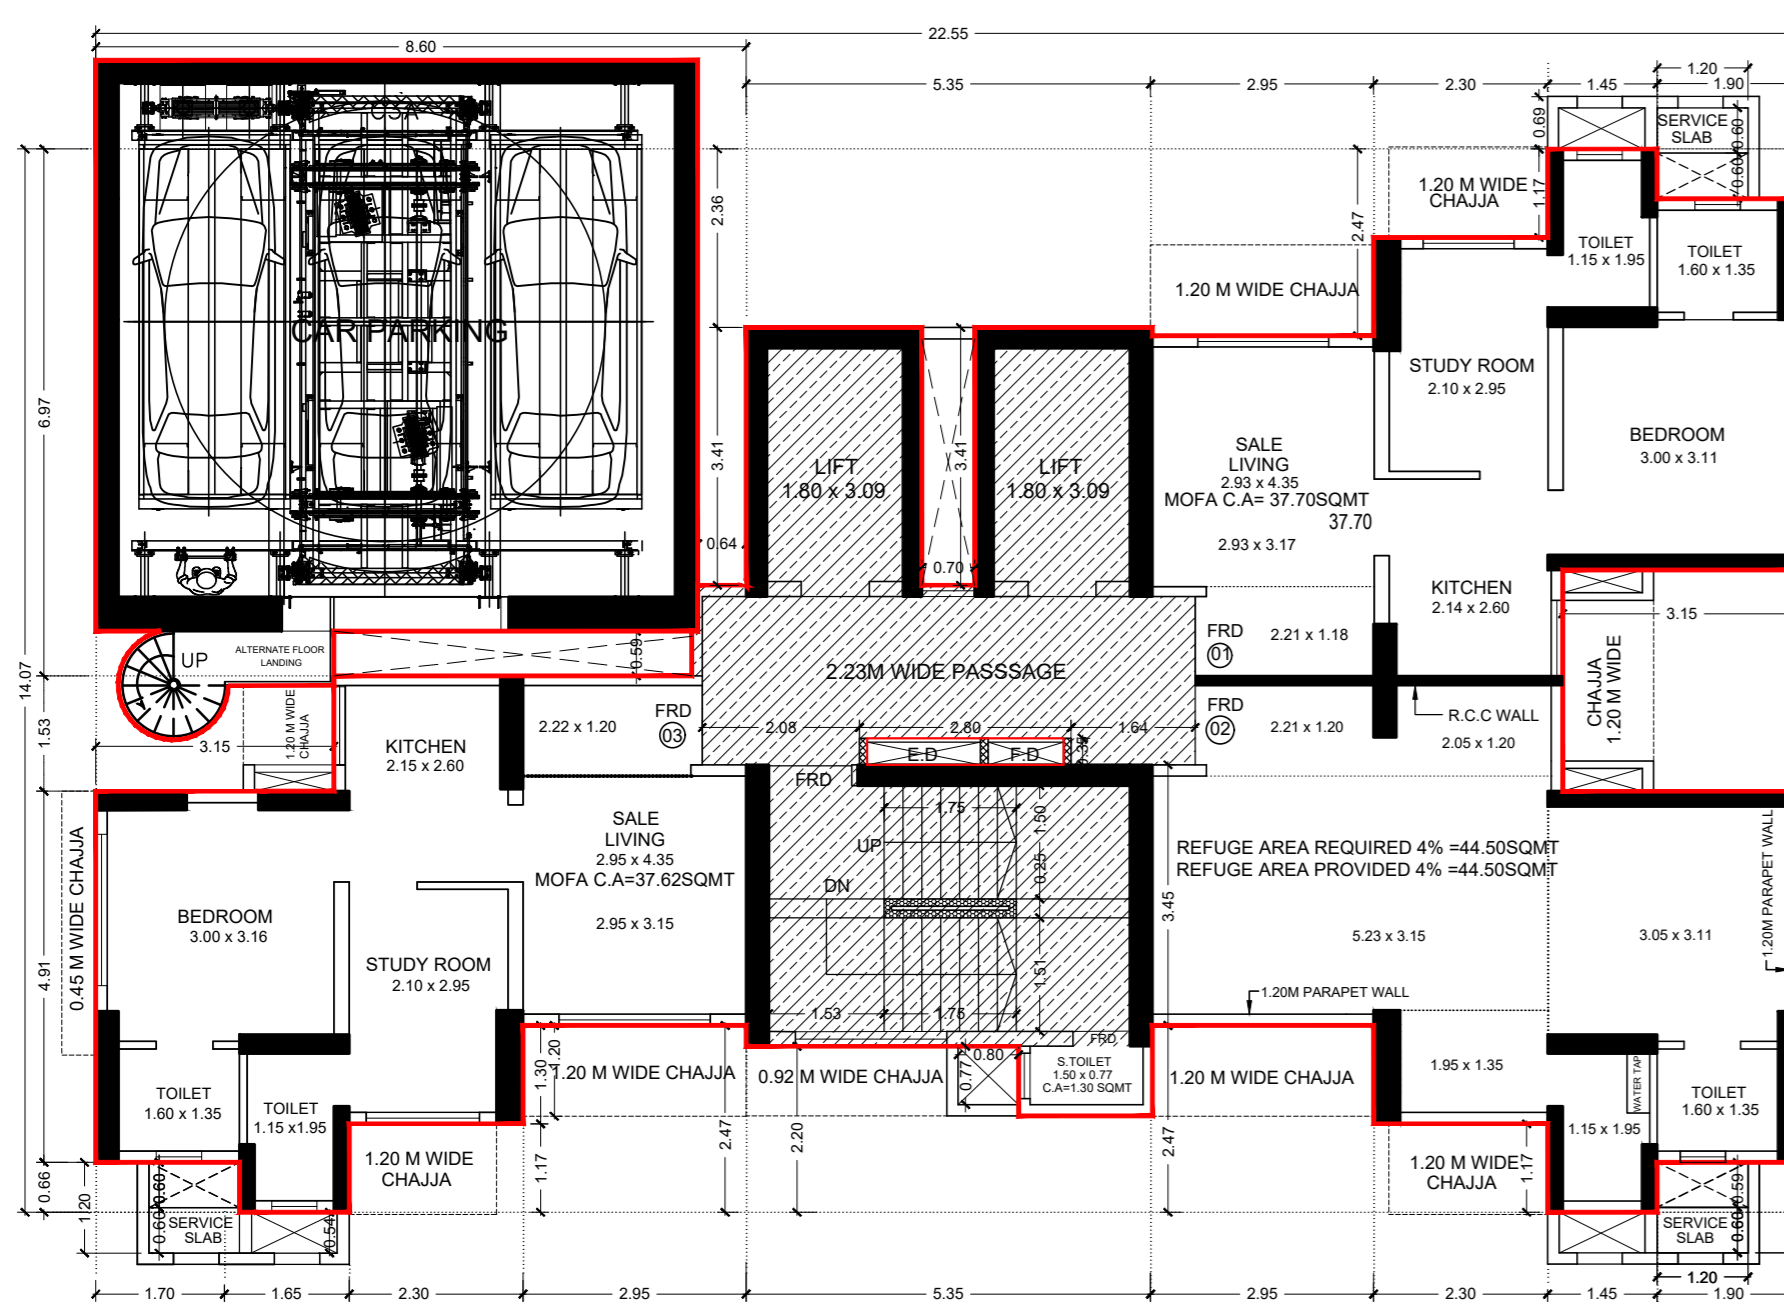 22.55
8.60
5.35
2.95
2.30
1.45
1.20
1.90
0.69
SERVICE
SLAB
0.60
0.60
1.20 M WIDE
CHAJJA
1.17
2.36
2.47
TOILET
1.15 x 1.95
TOILET
1.60 x 1.35
1.20 M WIDE CHAJJA
CAR PARKING
STUDY ROOM
2.10 x 2.95
6.97
14.07
3.41
3.41
LIFT
1.80 x 3.09
LIFT
1.80 x 3.09
SALE
LIVING
2.93 x 4.35
MOFA C.A= 37.70SQMT
37.70
2.93 x 3.17
BEDROOM
3.00 x 3.11
0.64
0.70
KITCHEN
2.14 x 2.60
3.15
CHAJJA
1.20 M WIDE
UP
ALTERNATE FLOOR
LANDING
0.59
2.23M WIDE PASSSAGE
FRD
01
2.21 x 1.18
1.53
3.15
1.20 M WIDE
CHAJJA
KITCHEN
2.15 x 2.60
2.22 x 1.20
FRD
03
2.08
2.80
1.64
FRD
02
2.21 x 1.20
R.C.C WALL
2.05 x 1.20
E.D
F.D
0.35
FRD
0.45 M WIDE CHAJJA
SALE
LIVING
2.95 x 4.35
MOFA C.A=37.62SQMT
2.95 x 3.15
1.75
1.50
UP
0.25
DN
3.45
REFUGE AREA REQUIRED 4% =44.50SQMT
REFUGE AREA PROVIDED 4% =44.50SQMT
1.20M PARAPET WALL
BEDROOM
3.00 x 3.16
5.23 x 3.15
3.05 x 3.11
STUDY ROOM
2.10 x 2.95
4.91
1.51
1.20M PARAPET WALL
1.53
1.75
FRD
1.30
1.20
1.20 M WIDE CHAJJA
0.92 M WIDE CHAJJA
0.80
0.77
S.TOILET
1.50 x 0.77
C.A=1.30 SQMT
1.20 M WIDE CHAJJA
1.95 x 1.35
WATER TAP
TOILET
1.60 x 1.35
TOILET
1.15 x1.95
TOILET
1.60 x 1.35
1.15 x 1.95
2.47
2.20
2.47
1.20 M WIDE
CHAJJA
1.17
1.20 M WIDE
CHAJJA
1.17
0.66
1.20
0.60
0.60
SERVICE
SLAB
0.54
0.59
0.60
SERVICE
SLAB
1.20
1.70
1.65
2.30
2.95
5.35
2.95
2.30
1.45
1.90